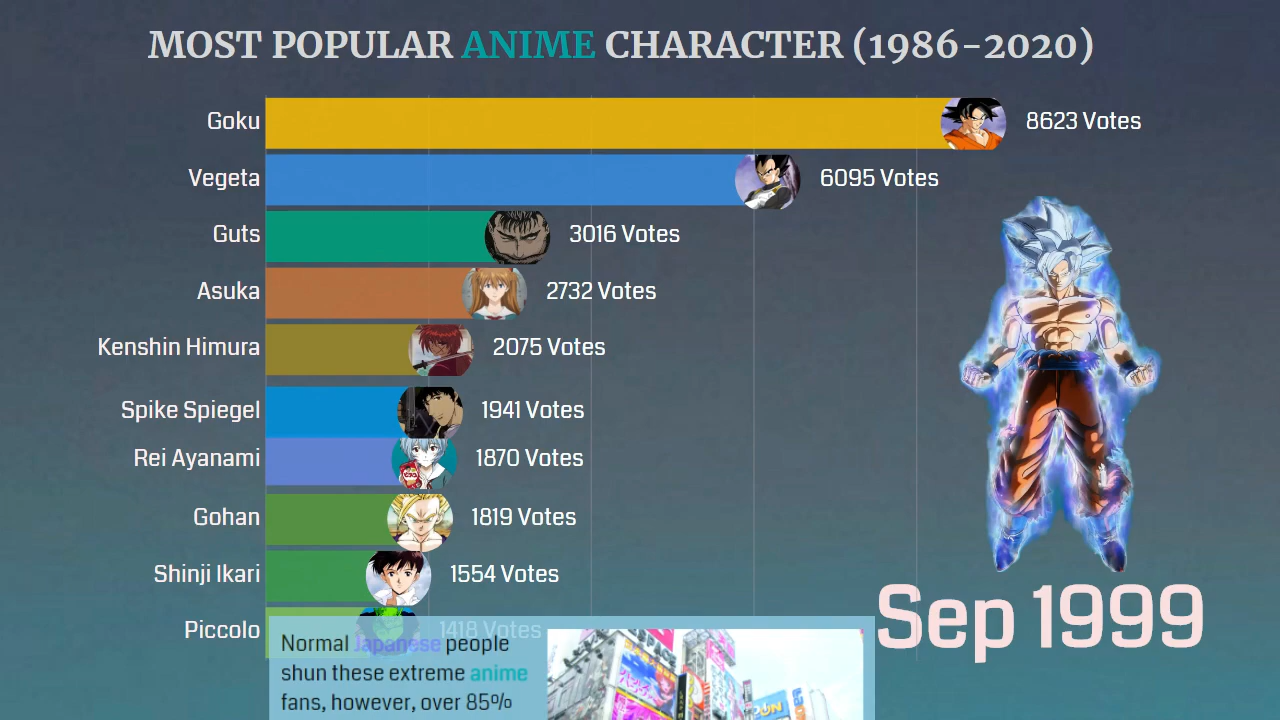 MOST POPULAR ANIME CHARACTER (1986-2020)
Goku 8623 Votes
Vegeta 6095 Votes
Guts 3016 Votes
Asuka 2732 Votes
Kenshin Himura 2075 Votes
Spike Spiegel 1941 Votes
Rei Ayanami 1870 Votes
Gohan 1819 Votes
Shinji Ikari 1554 Votes
Piccolo 1418 Votes
Sep 1999
Normal Japanese people
shun these extreme anime
fans, however, over 85%